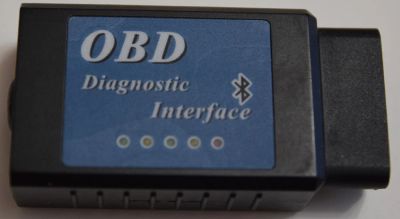 OBD
Diagnostic
Interface